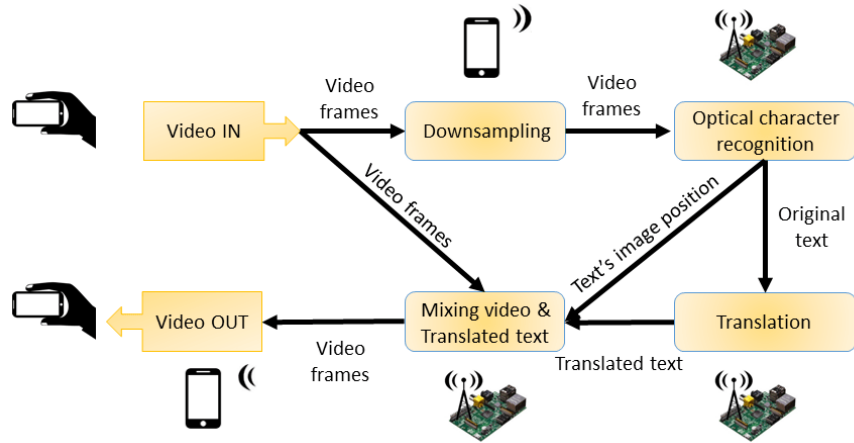 Video
frames
Video
frames
Video IN
Downsampling
Optical character
recognition
Video frames
Text's image position
Original
text
Video OUT
Mixing video &
Translated text
Translation
Video
frames
Translated text